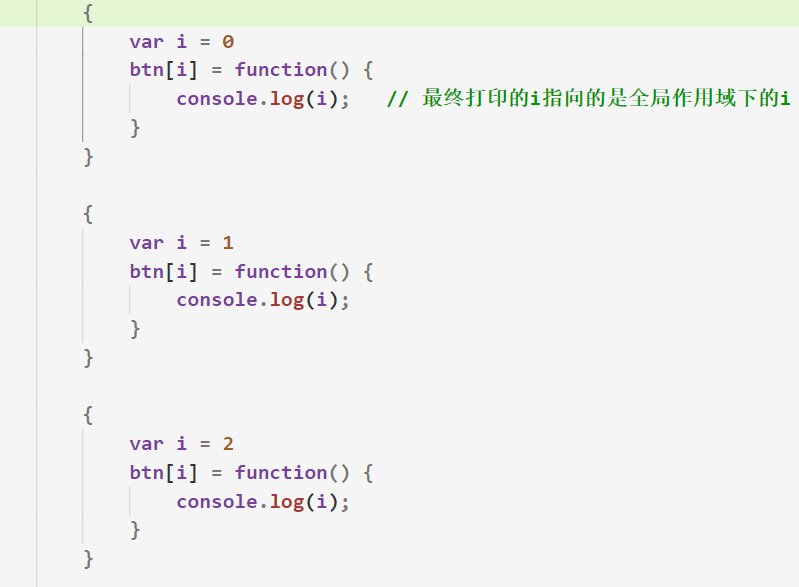 {
var i = 0
btn[i] = function() {
console.log(i);   // 最终打印的i指向的是全局作用域下的i
}
}
{
var i = 1
btn[i] = function() {
console.log(i);
}
}
{
var i = 2
btn[i] = function() {
console.log(i);
}
}